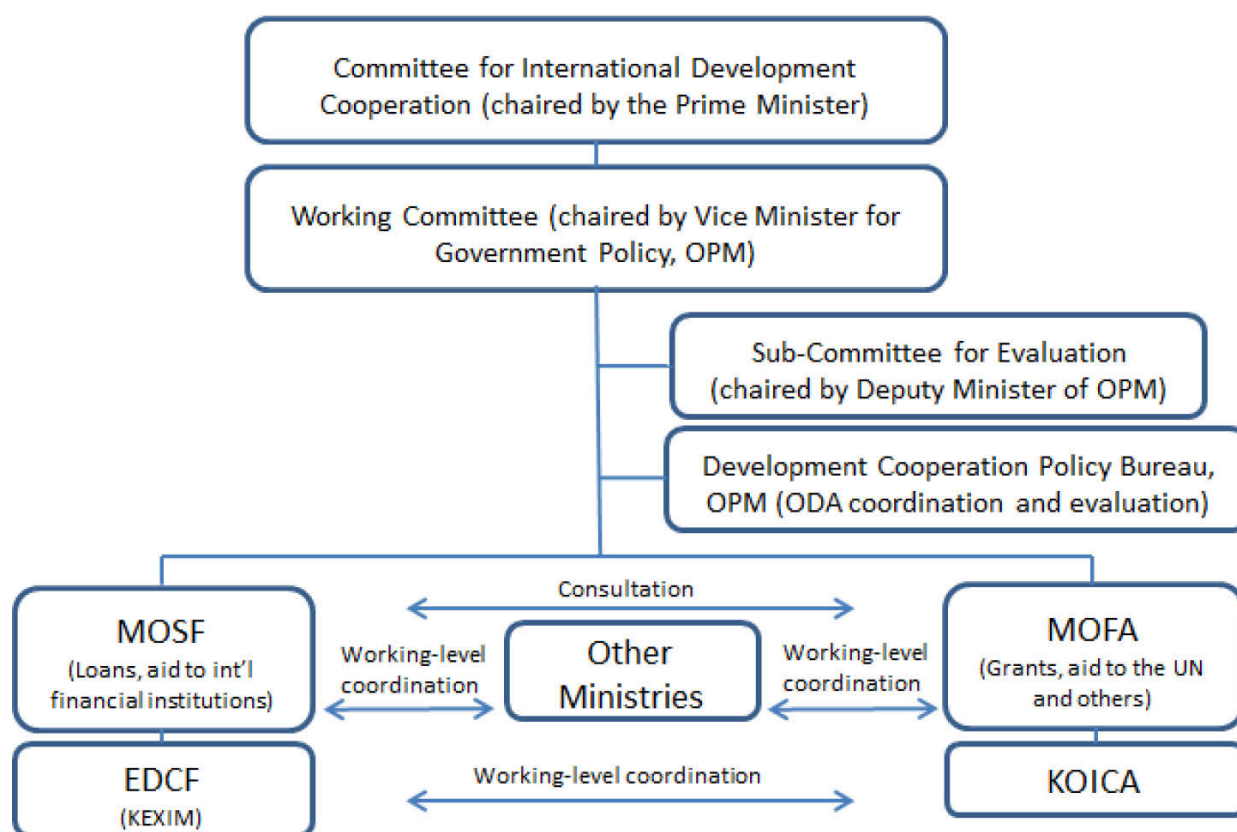 Committee for International Development
Cooperation (chaired by the Prime Minister)
Working Committee (chaired by Vice Minister for
Government Policy, OPM)
Sub-Committee for Evaluation
(chaired by Deputy Minister of OPM)
Development Cooperation Policy Bureau,
OPM (ODA coordination and evaluation)
Consultation
MOSF
(Loans, aid to int'l
financial institutions)
Working-level
coordination
Other
Ministries
Working-level
coordination
MOFA
(Grants, aid to the UN
and others)
EDCF
(KEXIM)
Working-level coordination
KOICA